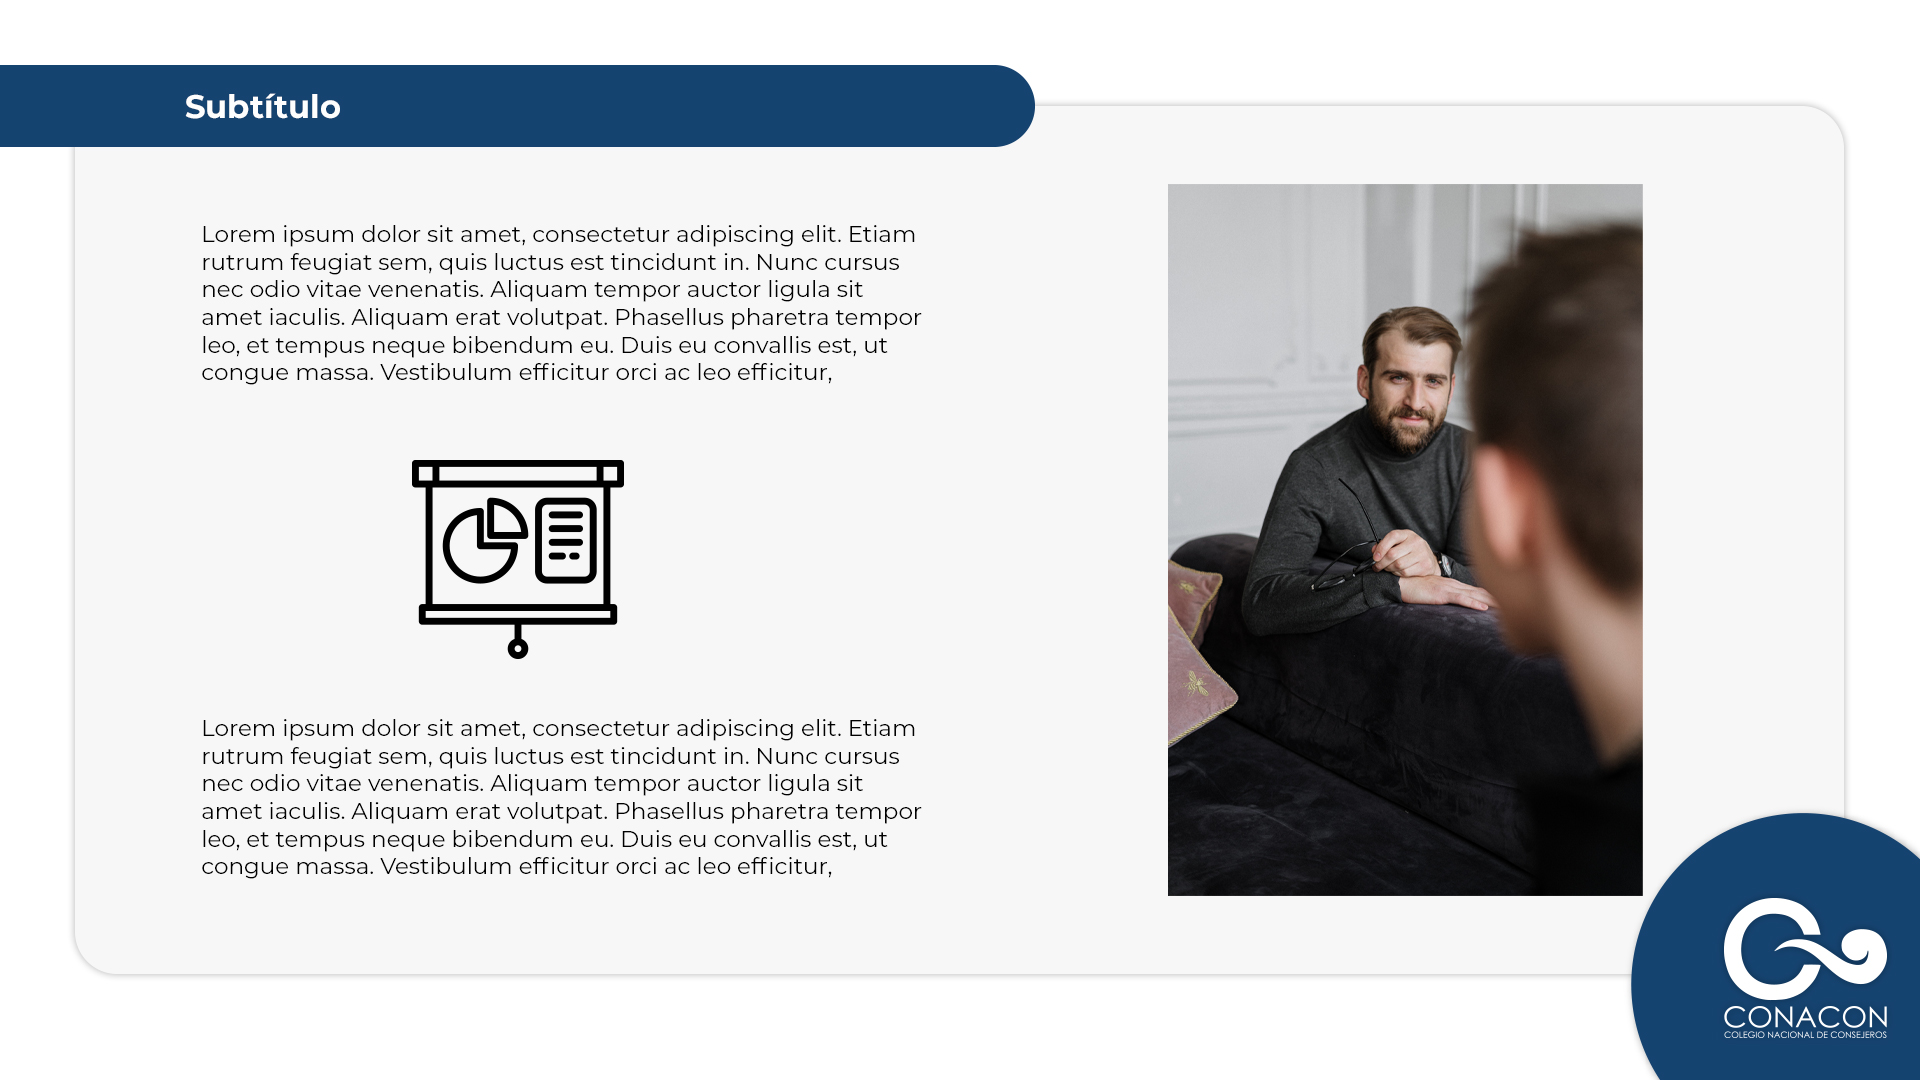 Subtítulo
Lorem ipsum dolor sit amet, consectetur adipiscing elit. Etiam
rutrum feugiat sem, quis luctus est tincidunt in. Nunc cursus
nec odio vitae venenatis. Aliquam tempor auctor ligula sit
amet iaculis. Aliquam erat volutpat. Phasellus pharetra tempor
leo, et tempus neque bibendum eu. Duis eu convallis est, ut
congue massa. Vestibulum efficitur orci ac leo efficitur,
Lorem ipsum dolor sit amet, consectetur adipiscing elit. Etiam
rutrum feugiat sem, quis luctus est tincidunt in. Nunc cursus
nec odio vitae venenatis. Aliquam tempor auctor ligula sit
amet iaculis. Aliquam erat volutpat. Phasellus pharetra tempor
leo, et tempus neque bibendum eu. Duis eu convallis est, ut
congue massa. Vestibulum efficitur orci ac leo efficitur,
CONACON
COLEGIO NACIONAL DE CONSEJEROS